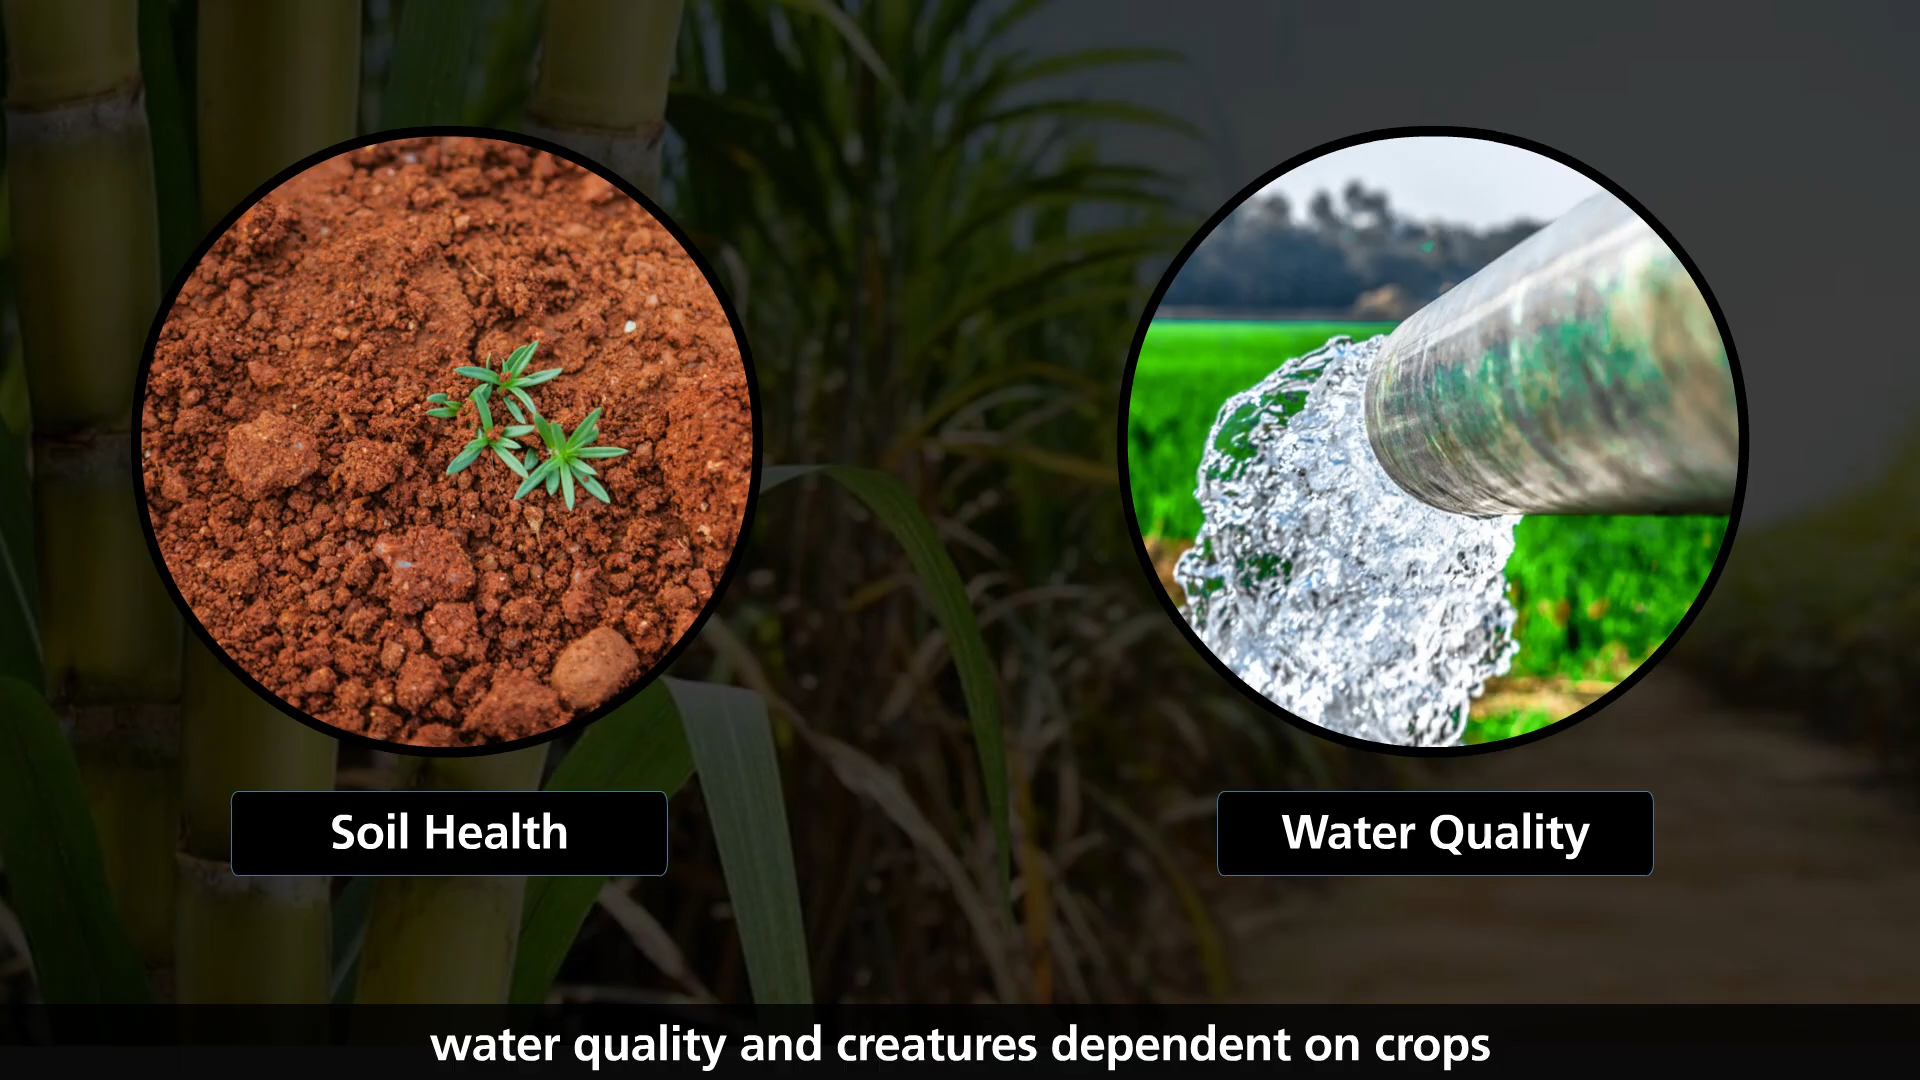 Soil Health
Water Quality
water quality and creatures dependent on crops